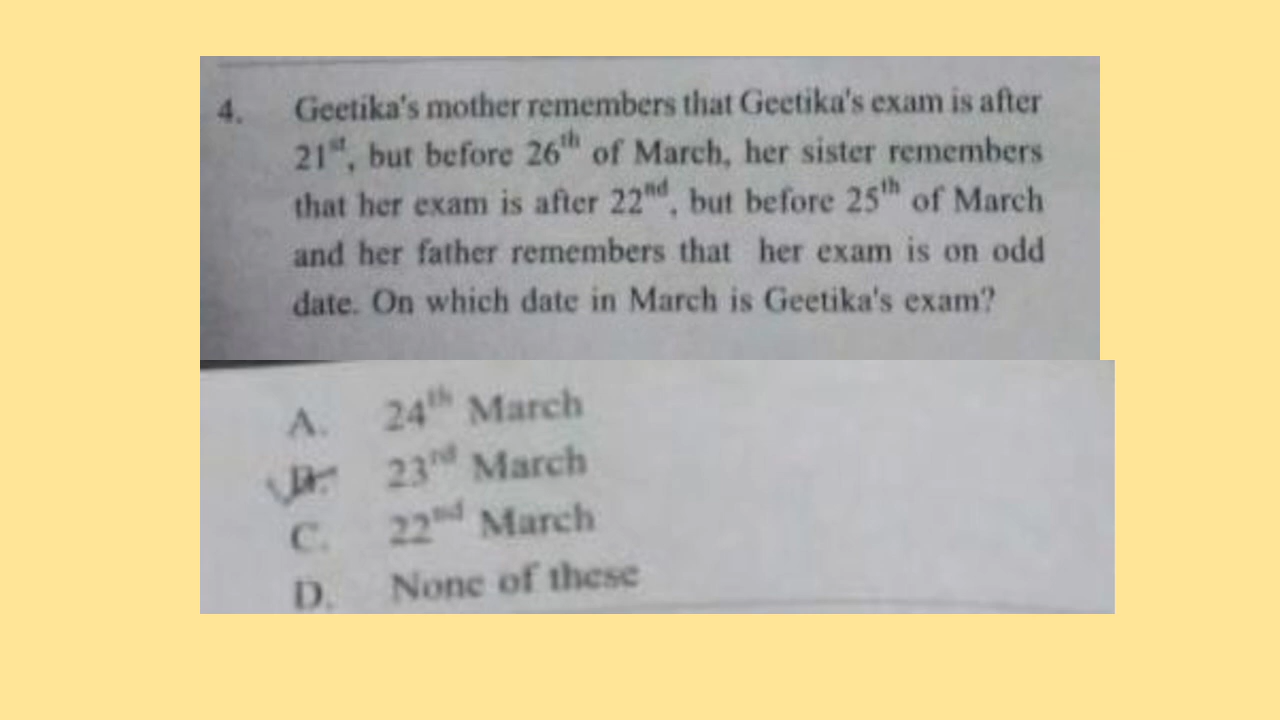 4. Geetika's mother remembers that Geetika's exam is after
21st, but before 26th of March, her sister remembers
that her exam is after 22nd, but before 25th of March
and her father remembers that her exam is on odd
date. On which date in March is Geetika's exam?
A. 24th March
B. 23rd March
C. 22nd March
D. None of these